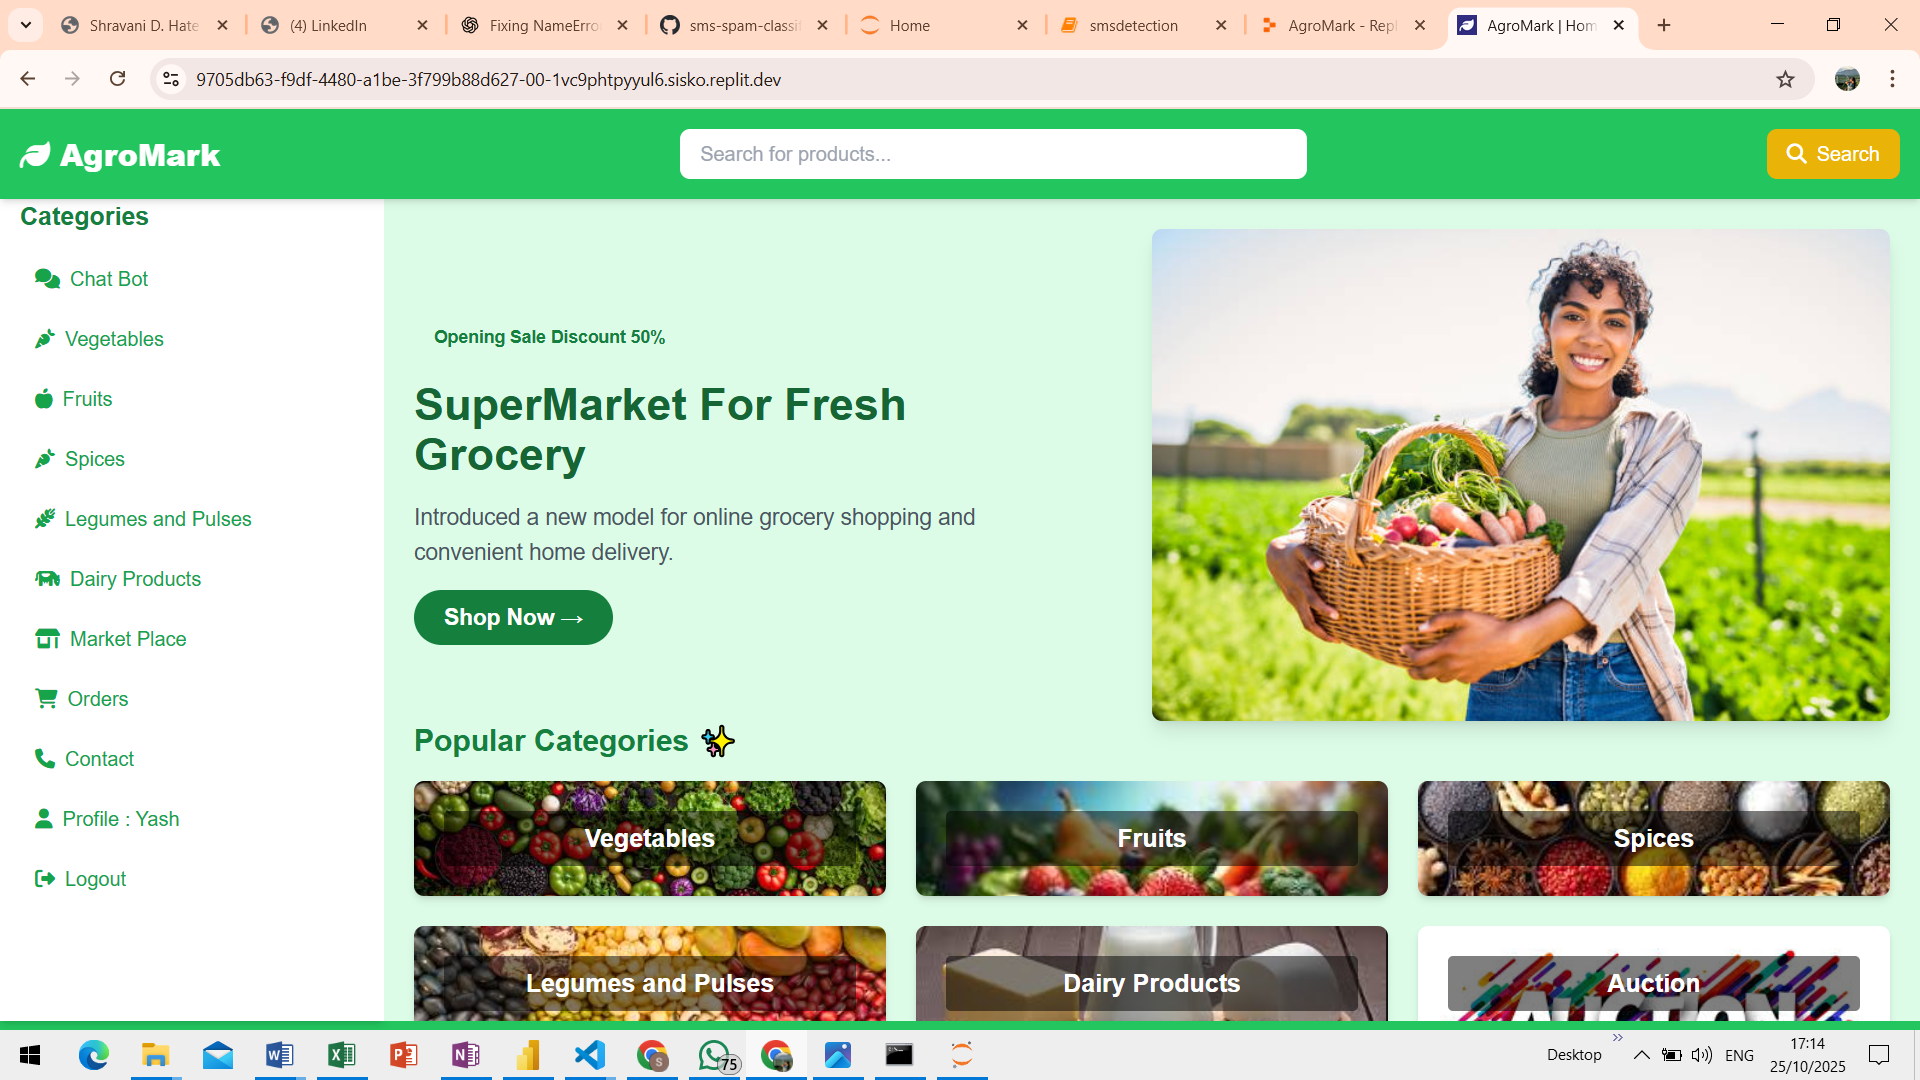 Shravani D. Hate
(4) LinkedIn
Fixing NameErro
sms-spam-classif
Home
smsdetection
AgroMark - Repl
AgroMark | Hom
9705db63-f9df-4480-a1be-3f799b88d627-00-1vc9phtpyyul6.sisko.replit.dev
AgroMark
Search for products...
Search
Categories
Chat Bot
Vegetables
Fruits
Spices
Legumes and Pulses
Dairy Products
Market Place
Orders
Contact
Profile : Yash
Logout
Opening Sale Discount 50%
SuperMarket For Fresh
Grocery
Introduced a new model for online grocery shopping and
convenient home delivery.
Shop Now →
Popular Categories
Vegetables
Fruits
Spices
Legumes and Pulses
Dairy Products
Auction
AUCTION
S
75
Desktop
ENG
17:14
25/10/2025